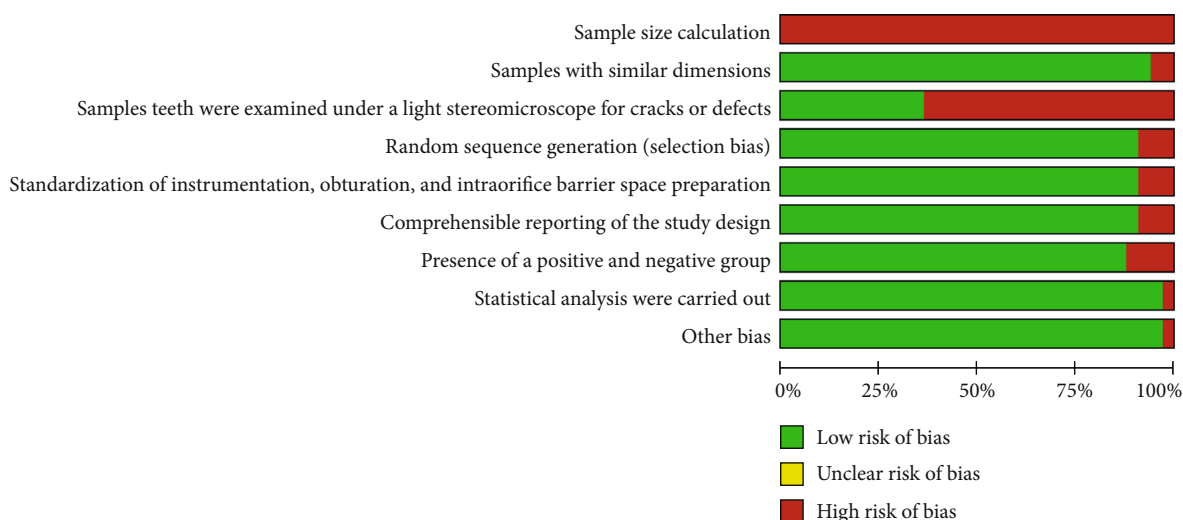 Sample size calculation
Samples with similar dimensions
Samples teeth were examined under a light stereomicroscope for cracks or defects
Random sequence generation (selection bias)
Standardization of instrumentation, obturation, and intraorifice barrier space preparation
Comprehensible reporting of the study design
Presence of a positive and negative group
Statistical analysis were carried out
Other bias
0% 25% 50% 75% 100%
Low risk of bias
Unclear risk of bias
High risk of bias